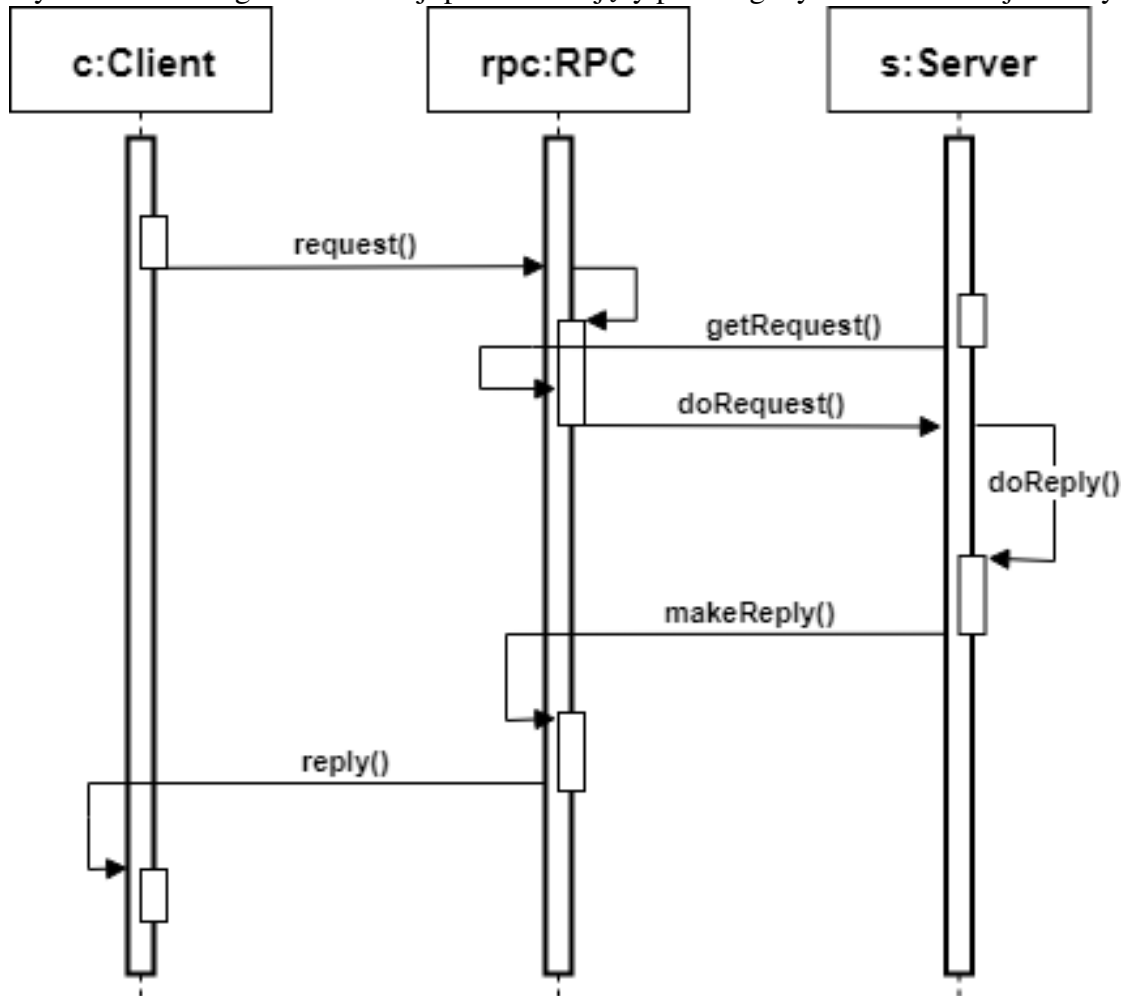 c:Client
rpc:RPC
s:Server
request()
getRequest()
doRequest()
doReply()
makeReply()
reply()